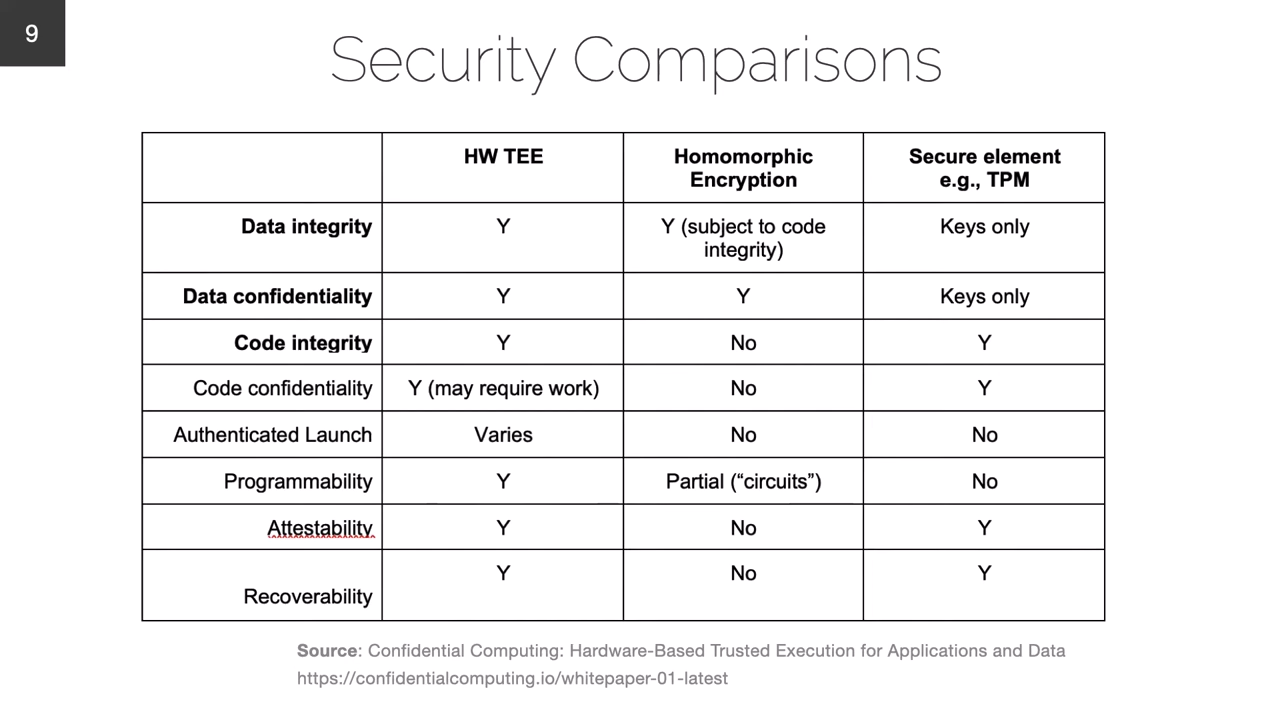 9
Security Comparisons
HW TEE
Homomorphic
Encryption
Secure element
e.g., TPM
Data integrity
Y
Y (subject to code
integrity)
Keys only
Data confidentiality
Y
Y
Keys only
Code integrity
Y
No
Y
Code confidentiality
Y (may require work)
No
Y
Authenticated Launch
Varies
No
No
Programmability
Y
Partial (“circuits”)
No
Attestability
Y
No
Y
Recoverability
Y
No
Y
Source: Confidential Computing: Hardware-Based Trusted Execution for Applications and Data
https://confidentialcomputing.io/whitepaper-01-latest